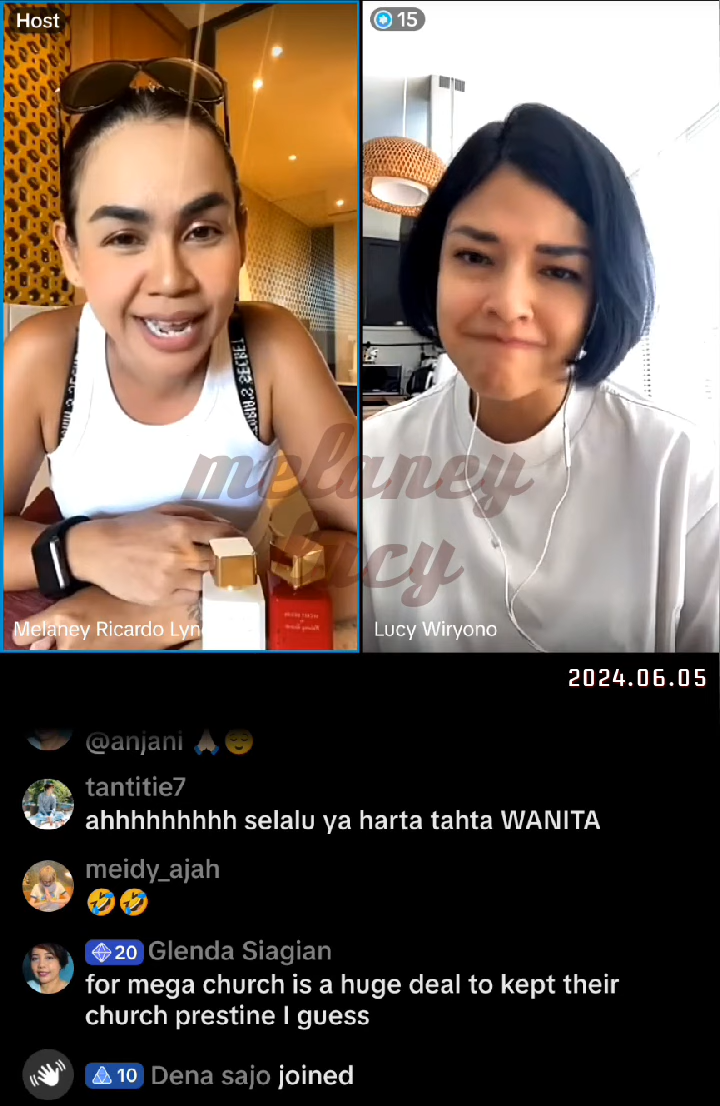 Host
15
melaney
lucy
Melaney Ricardo Lyn
Lucy Wiryono
2024.06.05
@anjani 🙏🏻😌
tantitie7
ahhhhhhhhh selalu ya harta tahta WANITA
meidy_ajah
🤣🤣
20 Glenda Siagian
for mega church is a huge deal to kept their
church prestine I guess
10 Dena sajo joined